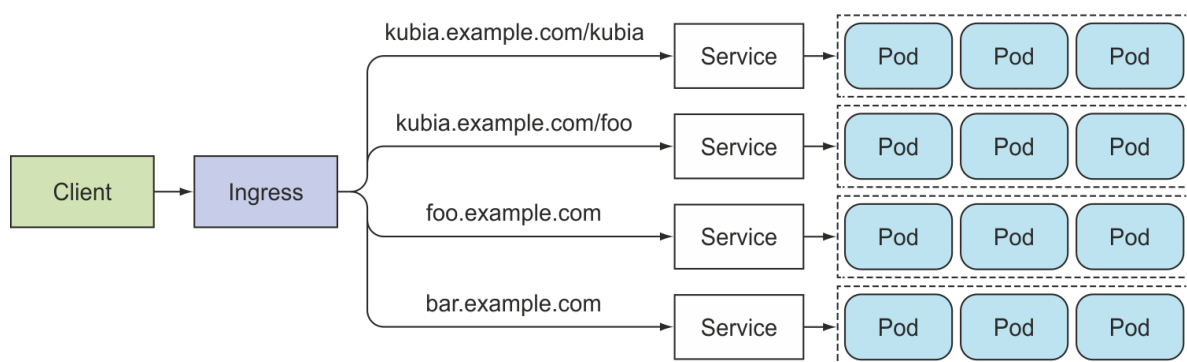 kubia.example.com/kubia
Service
Pod
Pod
Pod
kubia.example.com/foo
Service
Pod
Pod
Pod
Client
Ingress
foo.example.com
Service
Pod
Pod
Pod
bar.example.com
Service
Pod
Pod
Pod